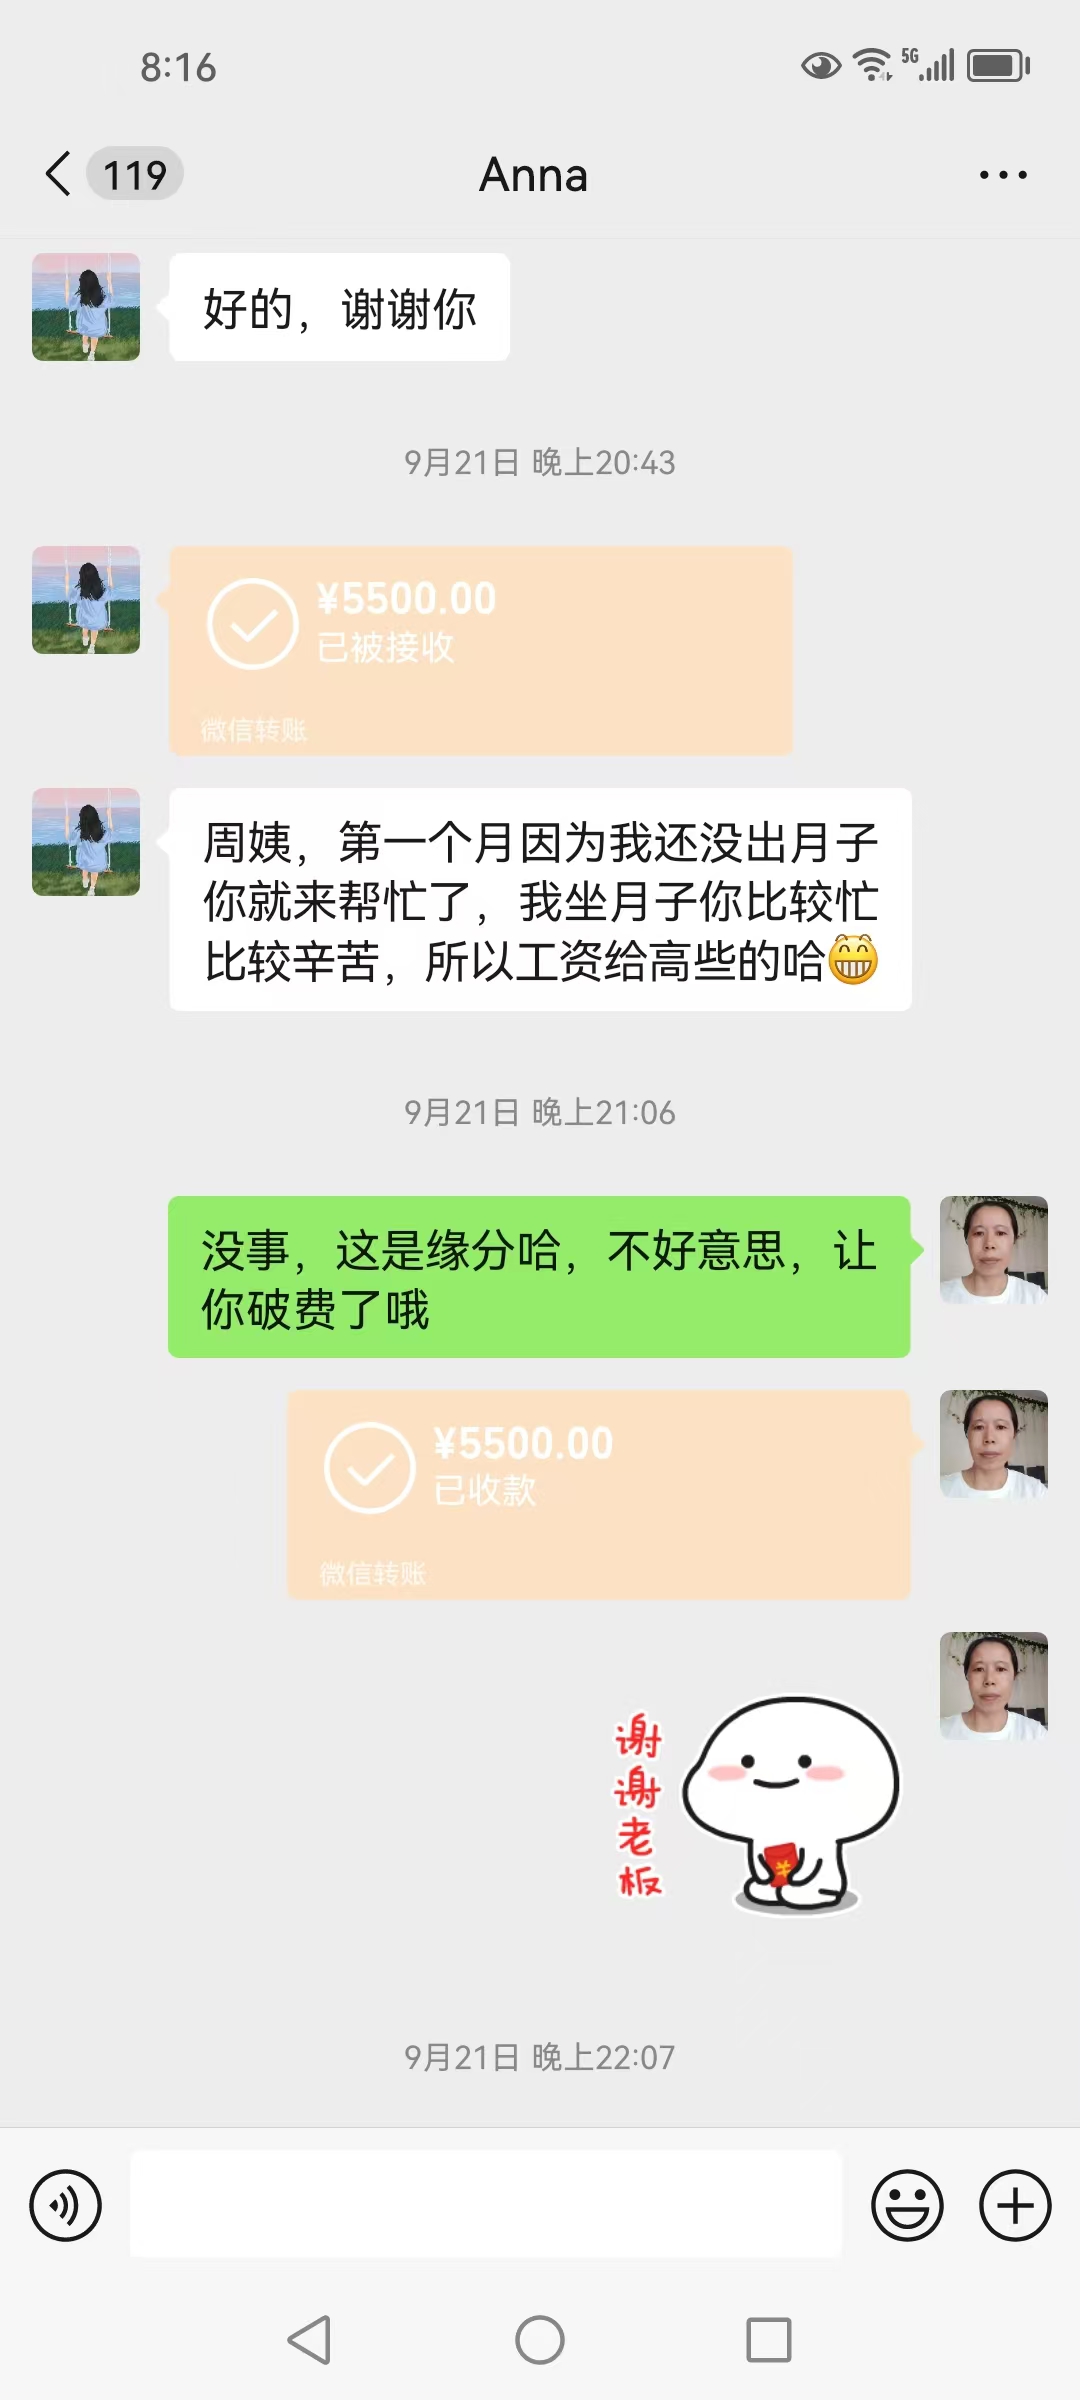 8:16
5G
119
Anna
好的，谢谢你
9月21日 晚上20:43
¥5500.00
已被接收
微信转账
周姨，第一个月因为我还没出月子
你就来帮忙了，我坐月子你比较忙
比较辛苦，所以工资给高些的哈😁
9月21日 晚上21:06
没事，这是缘分哈，不好意思，让
你破费了哦
¥5500.00
已收款
微信转账
谢谢老板
¥
9月21日 晚上22:07